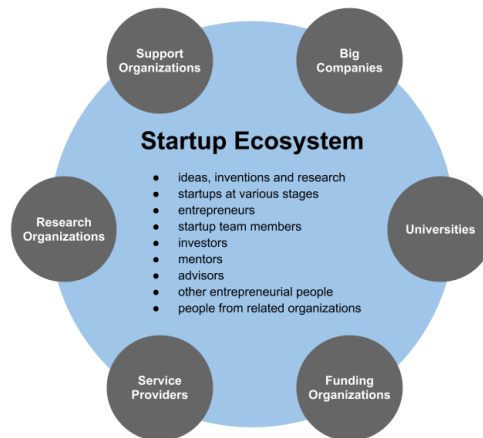 Support
Organizations
Big
Companies
Startup Ecosystem
● ideas, inventions and research
● startups at various stages
● entrepreneurs
● startup team members
● investors
● mentors
● advisors
● other entrepreneurial people
● people from related organizations
Research
Organizations
Universities
Service
Providers
Funding
Organizations